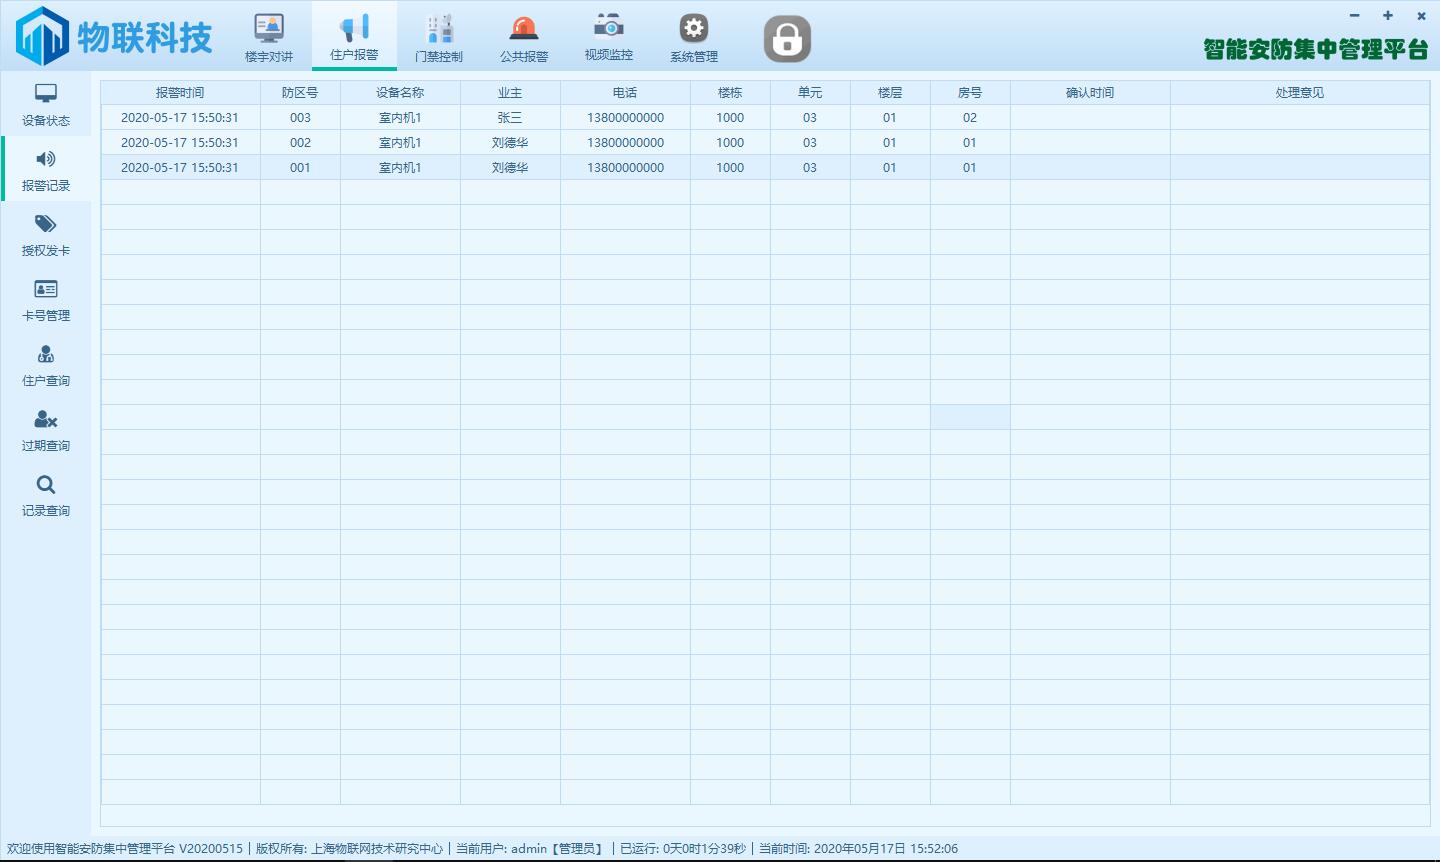 物联科技
楼宇对讲 住户报警 门禁控制 公共报警 视频监控 系统管理
智能安防集中管理平台
设备状态
报警记录
授权发卡
卡号管理
住户查询
过期查询
记录查询
报警时间 防区号 设备名称 业主 电话 楼栋 单元 楼层 房号 确认时间 处理意见
2020-05-17 15:50:31 003 室内机1 张三 13800000000 1000 03 01 02
2020-05-17 15:50:31 002 室内机1 刘德华 13800000000 1000 03 01 01
2020-05-17 15:50:31 001 室内机1 刘德华 13800000000 1000 03 01 01
欢迎使用智能安防集中管理平台 V20200515 | 版权所有: 上海物联网技术研究中心 | 当前用户: admin【管理员】 | 已运行: 0天0时1分39秒 | 当前时间: 2020年05月17日 15:52:06